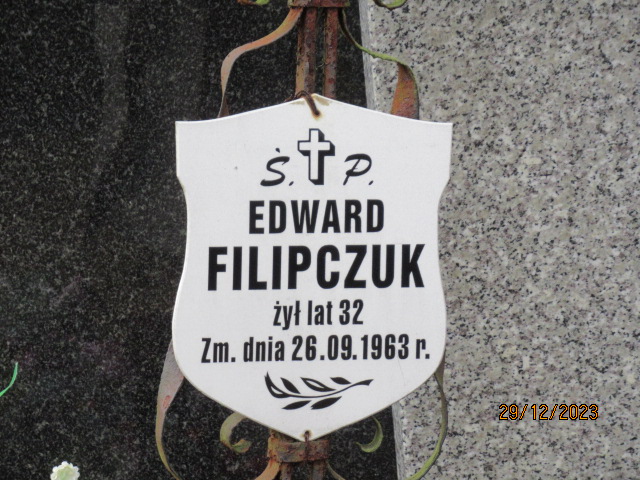 Ś. P.
EDWARD
FILIPCZUK
żył lat 32
Zm. dnia 26.09.1963 r.
29/12/2023